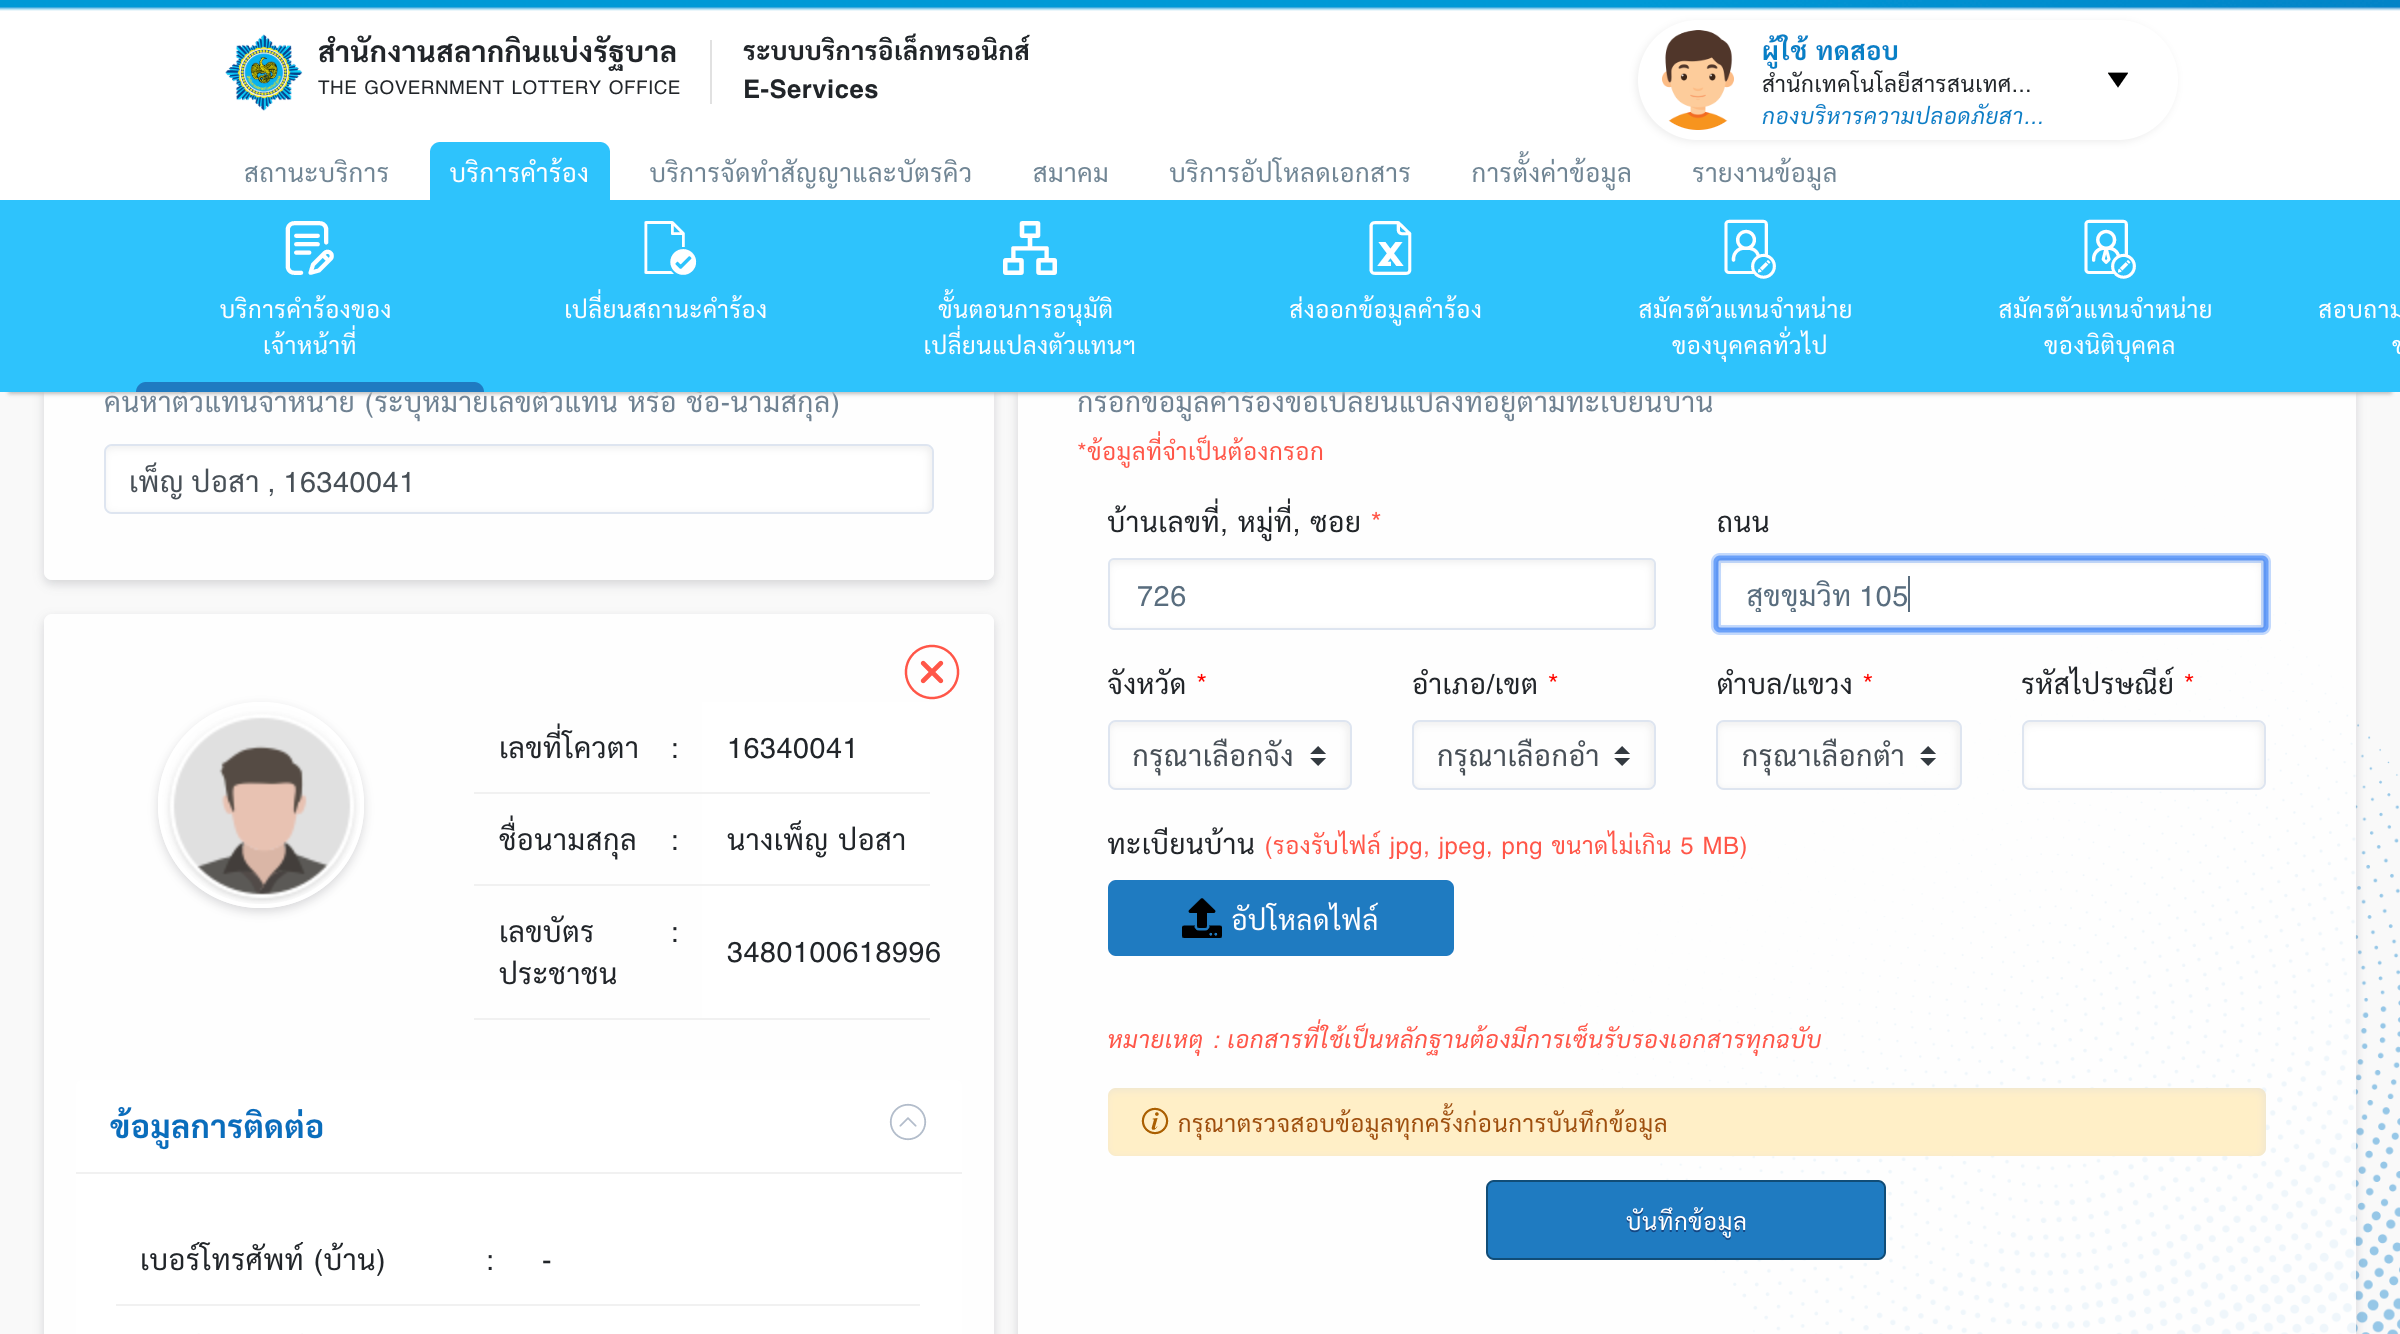 สำนักงานสลากกินแบ่งรัฐบาล
THE GOVERNMENT LOTTERY OFFICE
ระบบบริการอิเล็กทรอนิกส์
E-Services
ผู้ใช้ ทดสอบ
สำนักเทคโนโลยีสารสนเทศ...
กองบริหารความปลอดภัยสา...
สถานะบริการ
บริการคำร้อง
บริการจัดทำสัญญาและบัตรคิว
สมาคม
บริการอัปโหลดเอกสาร
การตั้งค่าข้อมูล
รายงานข้อมูล
บริการคำร้องของ
เจ้าหน้าที่
เปลี่ยนสถานะคำร้อง
ขั้นตอนการอนุมัติ
เปลี่ยนแปลงตัวแทนฯ
ส่งออกข้อมูลคำร้อง
สมัครตัวแทนจำหน่าย
ของบุคคลทั่วไป
สมัครตัวแทนจำหน่าย
ของนิติบุคคล
สอบถาม
ค้นหาตัวแทนจำหน่าย (ระบุหมายเลขตัวแทน หรือ ชื่อ-นามสกุล)
เพ็ญ ปอสา , 16340041
เลขที่โควตา : 16340041
ชื่อนามสกุล : นางเพ็ญ ปอสา
เลขบัตร : 3480100618996
ประชาชน
ข้อมูลการติดต่อ
เบอร์โทรศัพท์ (บ้าน) : -
กรอกข้อมูลคำร้องขอเปลี่ยนแปลงที่อยู่ตามทะเบียนบ้าน
*ข้อมูลที่จำเป็นต้องกรอก
บ้านเลขที่, หมู่ที่, ซอย *
ถนน
726
สุขขุมวิท 105
จังหวัด *
อำเภอ/เขต *
ตำบล/แขวง *
รหัสไปรษณีย์ *
กรุณาเลือกจัง
กรุณาเลือกอำ
กรุณาเลือกตำ
ทะเบียนบ้าน (รองรับไฟล์ jpg, jpeg, png ขนาดไม่เกิน 5 MB)
อัปโหลดไฟล์
หมายเหตุ : เอกสารที่ใช้เป็นหลักฐานต้องมีการเซ็นรับรองเอกสารทุกฉบับ
กรุณาตรวจสอบข้อมูลทุกครั้งก่อนการบันทึกข้อมูล
บันทึกข้อมูล